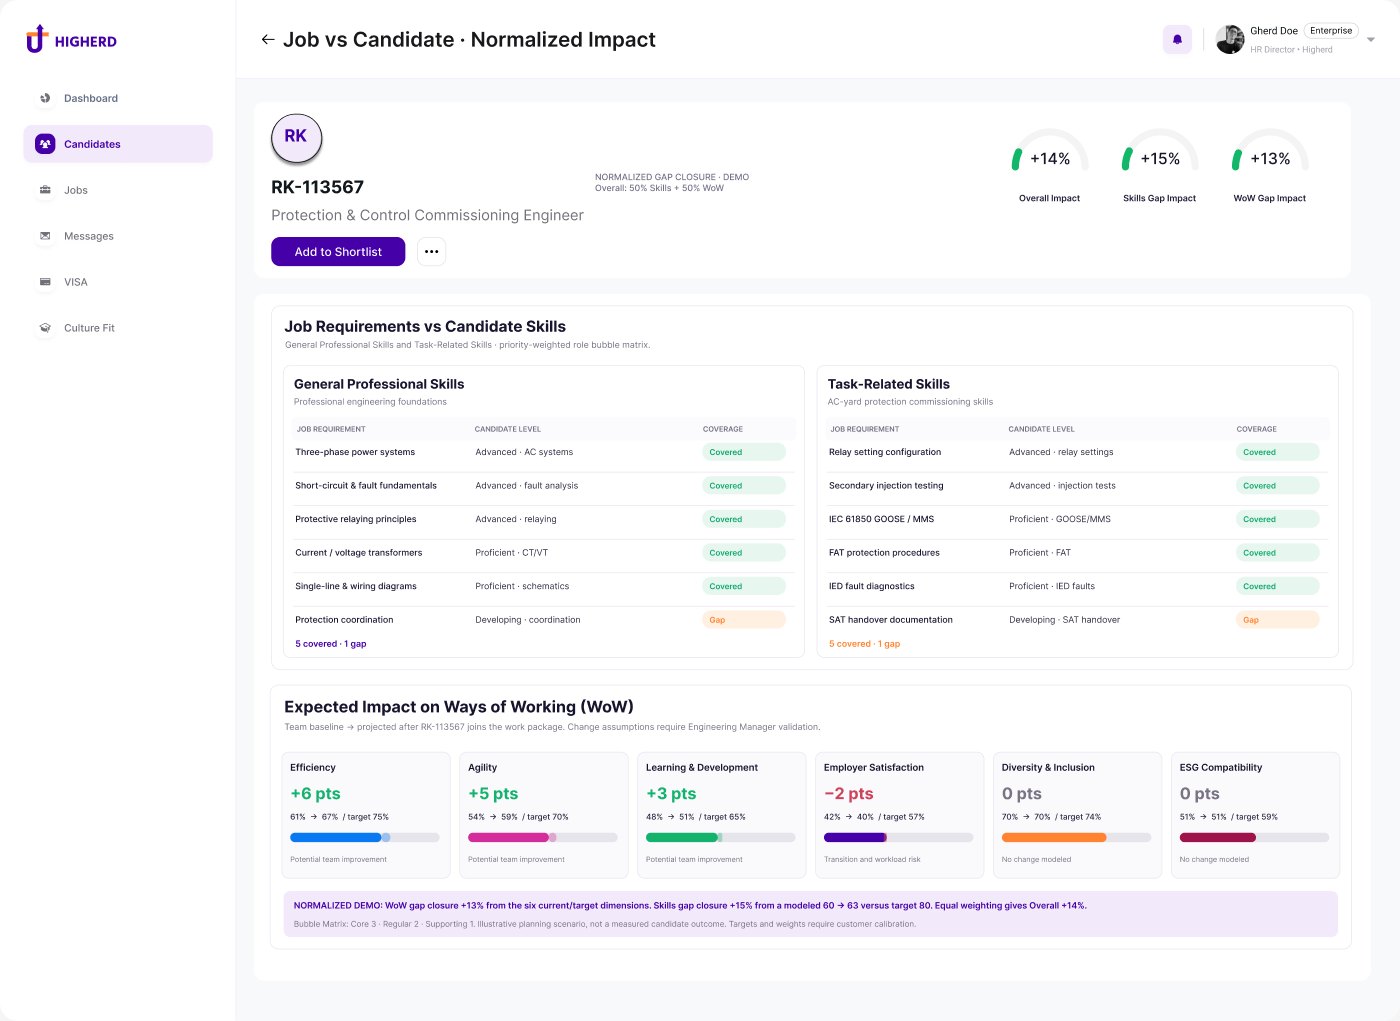 HIGHERD
Dashboard
Candidates
Jobs
Messages
VISA
Culture Fit
← Job vs Candidate · Normalized Impact
Gherd Doe
Enterprise
HR Director • Higherd
RK
RK-113567
Protection & Control Commissioning Engineer
Add to Shortlist
NORMALIZED GAP CLOSURE · DEMO
Overall: 50% Skills + 50% WoW
+14%
Overall Impact
+15%
Skills Gap Impact
+13%
WoW Gap Impact
Job Requirements vs Candidate Skills
General Professional Skills and Task-Related Skills · priority-weighted role bubble matrix.
General Professional Skills
Professional engineering foundations
JOB REQUIREMENT CANDIDATE LEVEL COVERAGE
Three-phase power systems Advanced · AC systems Covered
Short-circuit & fault fundamentals Advanced · fault analysis Covered
Protective relaying principles Advanced · relaying Covered
Current / voltage transformers Proficient · CT/VT Covered
Single-line & wiring diagrams Proficient · schematics Covered
Protection coordination Developing · coordination Gap
5 covered · 1 gap
Task-Related Skills
AC-yard protection commissioning skills
JOB REQUIREMENT CANDIDATE LEVEL COVERAGE
Relay setting configuration Advanced · relay settings Covered
Secondary injection testing Advanced · injection tests Covered
IEC 61850 GOOSE / MMS Proficient · GOOSE/MMS Covered
FAT protection procedures Proficient · FAT Covered
IED fault diagnostics Proficient · IED faults Covered
SAT handover documentation Developing · SAT handover Gap
5 covered · 1 gap
Expected Impact on Ways of Working (WoW)
Team baseline → projected after RK-113567 joins the work package. Change assumptions require Engineering Manager validation.
Efficiency
+6 pts
61% → 67% / target 75%
Potential team improvement
Agility
+5 pts
54% → 59% / target 70%
Potential team improvement
Learning & Development
+3 pts
48% → 51% / target 65%
Potential team improvement
Employer Satisfaction
−2 pts
42% → 40% / target 57%
Transition and workload risk
Diversity & Inclusion
0 pts
70% → 70% / target 74%
No change modeled
ESG Compatibility
0 pts
51% → 51% / target 59%
No change modeled
NORMALIZED DEMO: WoW gap closure +13% from the six current/target dimensions. Skills gap closure +15% from a modeled 60 → 63 versus target 80. Equal weighting gives Overall +14%.
Bubble Matrix: Core 3 · Regular 2 · Supporting 1. Illustrative planning scenario, not a measured candidate outcome. Targets and weights require customer calibration.